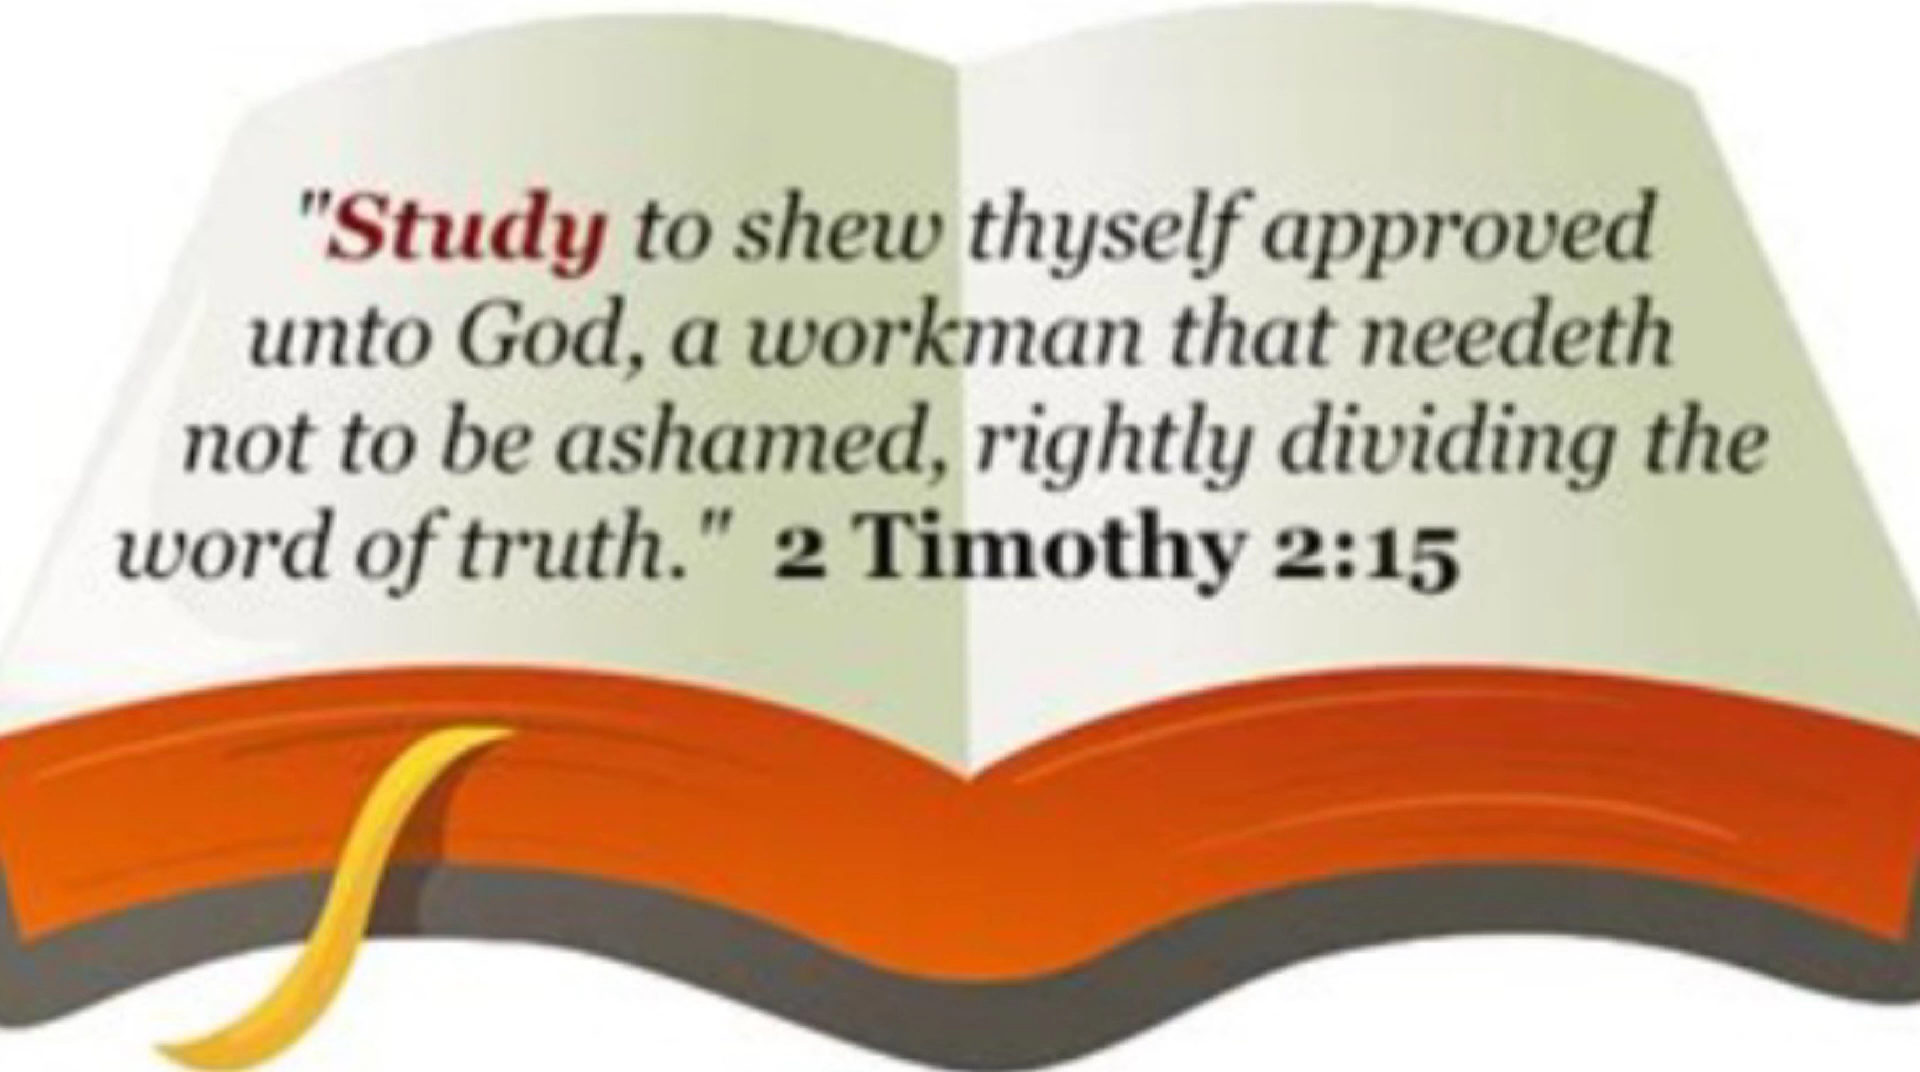 "Study to shew thyself approved
unto God, a workman that needeth
not to be ashamed, rightly dividing the
word of truth." 2 Timothy 2:15